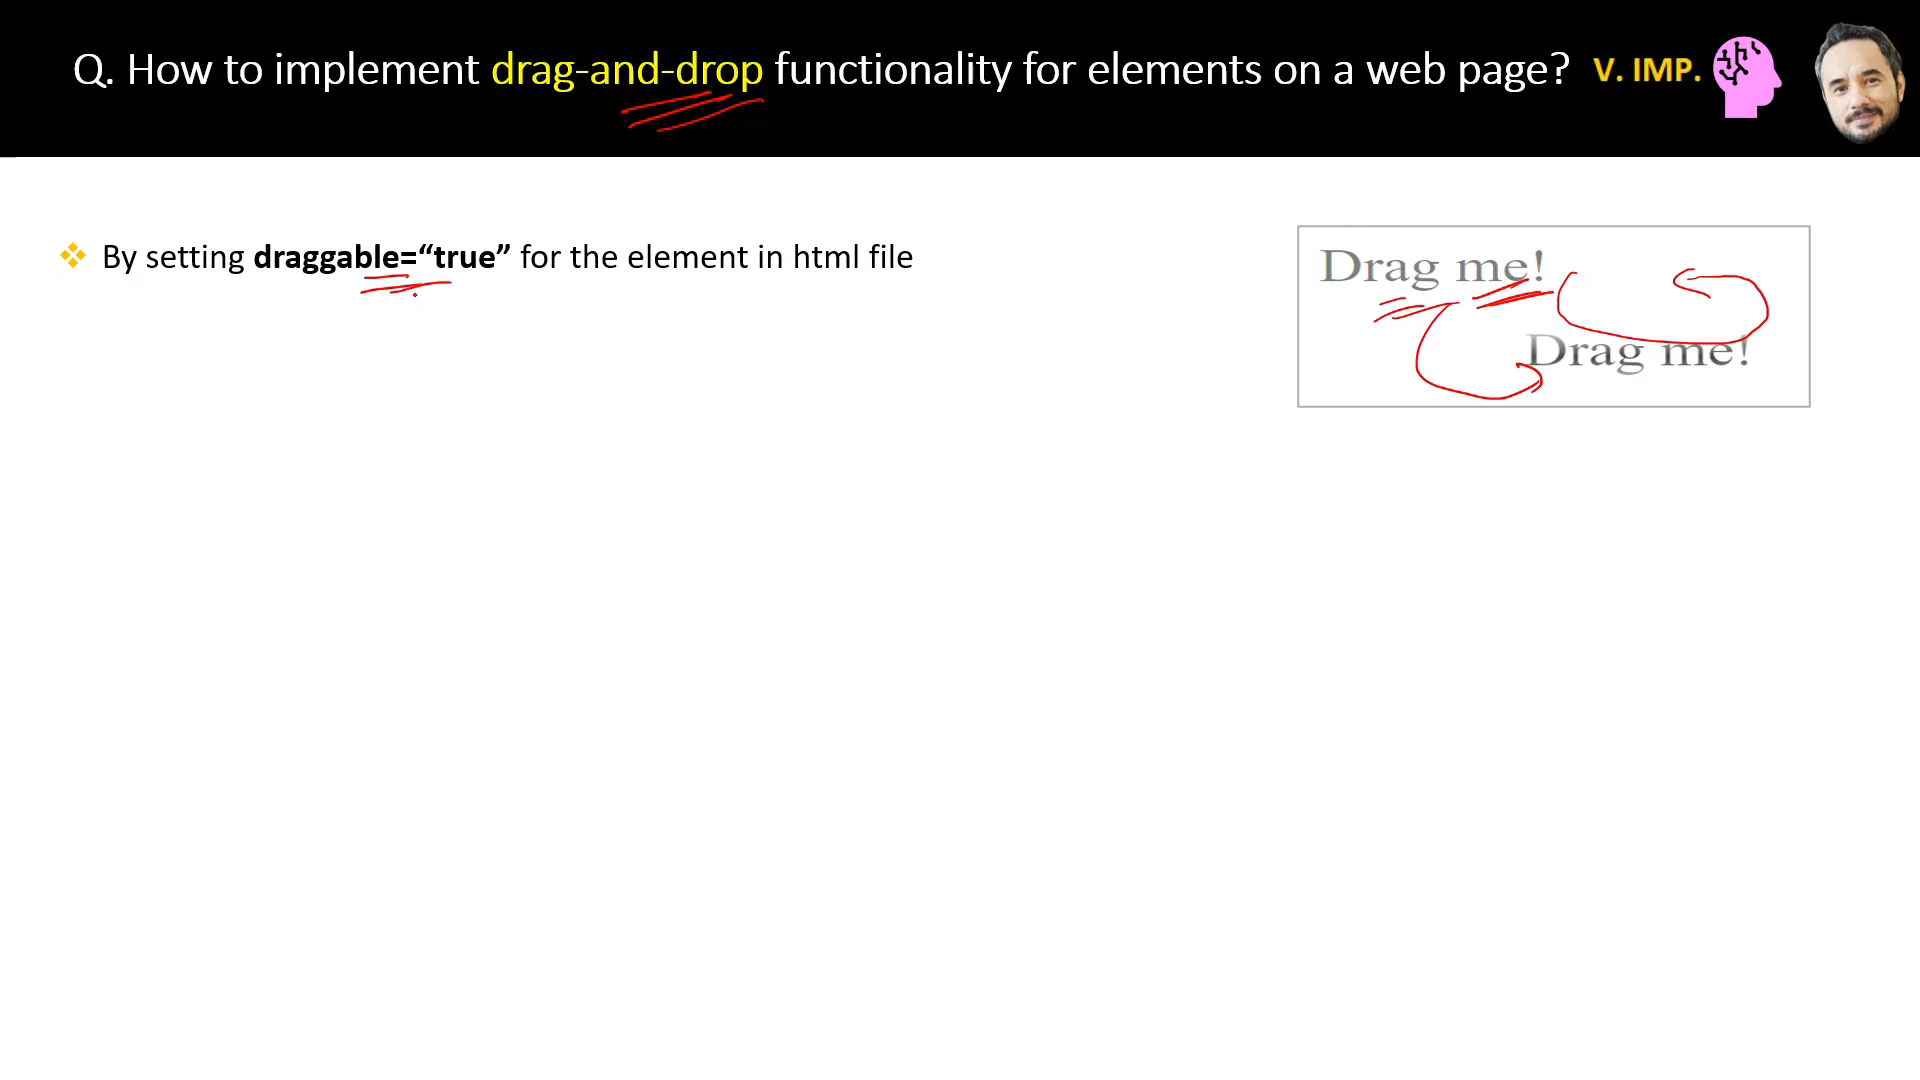 Q. How to implement drag-and-drop functionality for elements on a web page? V. IMP.
By setting draggable=“true” for the element in html file
Drag me!
Drag me!